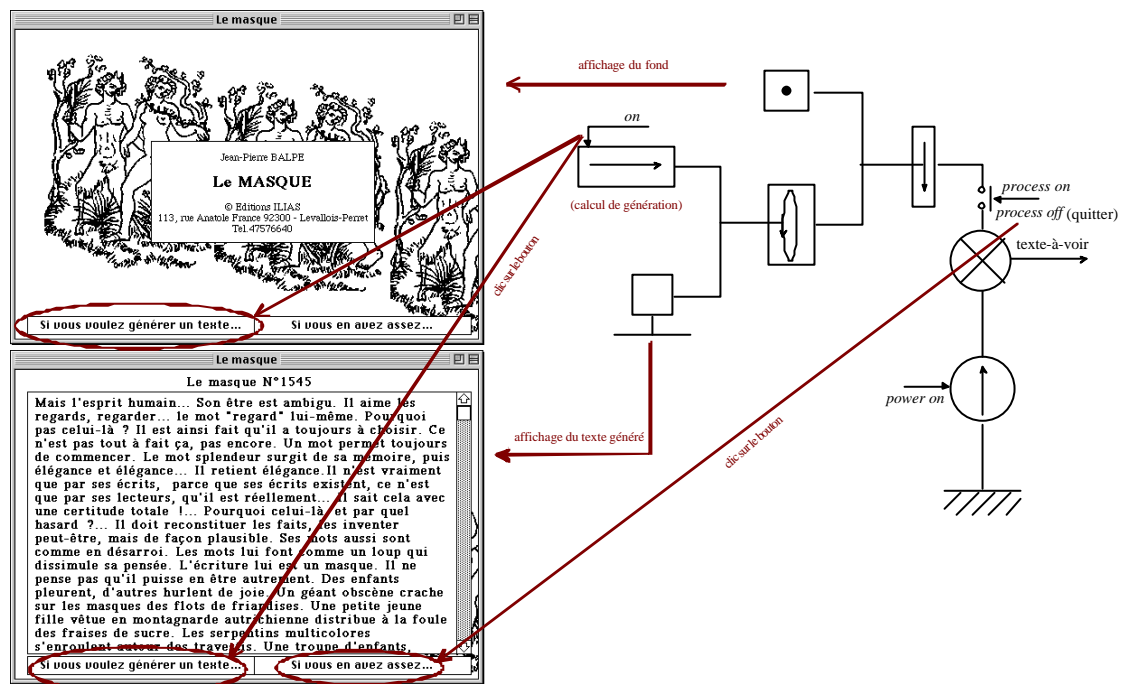 Le masque
Jean-Pierre BALPE
Le MASQUE
© Editions ILIAS
113, rue Anatole France 92300 - Levallois-Perret
Tel.47576640
Si vous voulez générer un texte...
Si vous en avez assez...
Le masque
Le masque N°1545
Mais l'esprit humain... Son être est ambigu. Il aime les
regards, regarder... le mot "regard" lui-même. Pourquoi
pas celui-là ? Il est ainsi fait qu'il a toujours à choisir. Ce
n'est pas tout à fait ça, pas encore. Un mot permet toujours
de commencer. Le mot splendeur surgit de sa mémoire, puis
élégance et élégance... Il retient élégance.Il n'est vraiment
que par ses écrits, parce que ses écrits existent, ce n'est
que par ses lecteurs, qu'il est réellement... Il sait cela avec
une certitude totale !... Pourquoi celui-là, et par quel
hasard ?... Il doit reconstituer les faits, les inventer
peut-être, mais de façon plausible. Ses mots aussi sont
comme en désarroi. Les mots lui font comme un loup qui
dissimule sa pensée. L'écriture lui est un masque. Il ne
pense pas qu'il puisse en être autrement. Des enfants
pleurent, d'autres hurlent de joie. Un géant obscène crache
sur les masques des flots de friandises. Une petite jeune
fille vêtue en montagnarde autrichienne distribue à la foule
des fraises de sucre. Les serpentins multicolores
s'enroulent autour des travestis. Une troupe d'enfants,
Si vous voulez générer un texte...
Si vous en avez assez...
affichage du fond
on
(calcul de génération)
clic sur le bouton
process on
process off (quitter)
texte-à-voir
power on
affichage du texte généré
clic sur le bouton